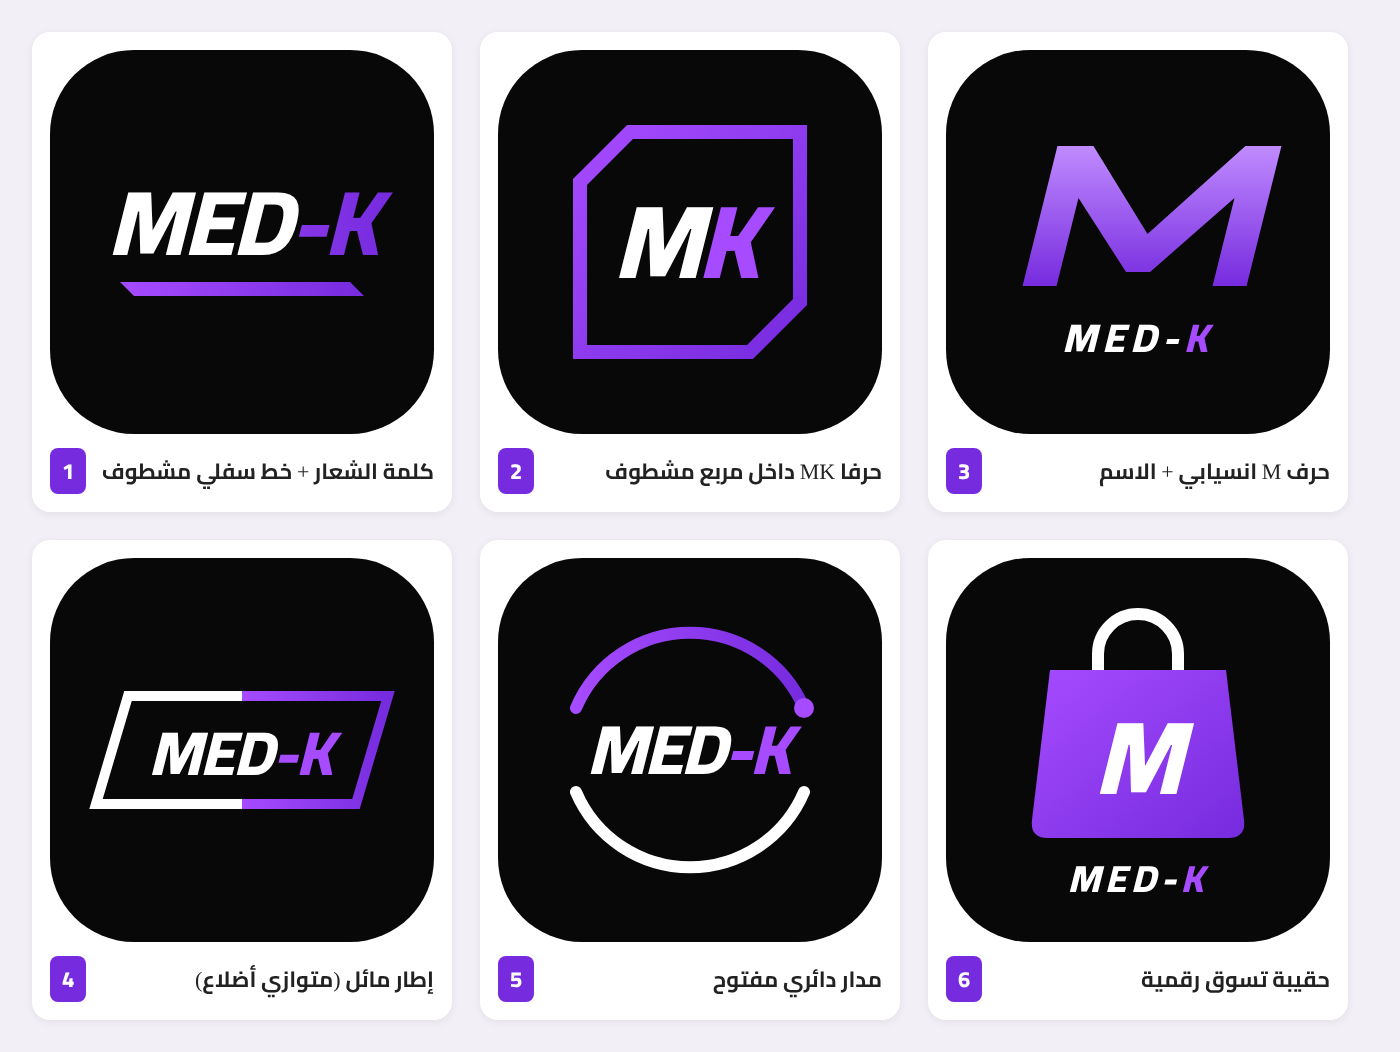 MED-K
1 كلمة الشعار + خط سفلي مشطوف
MK
2 حرفا MK داخل مربع مشطوف
M
MED-K
3 حرف M انسيابي + الاسم
MED-K
4 إطار مائل (متوازي أضلاع)
MED-K
5 مدار دائري مفتوح
M
MED-K
6 حقيبة تسوق رقمية